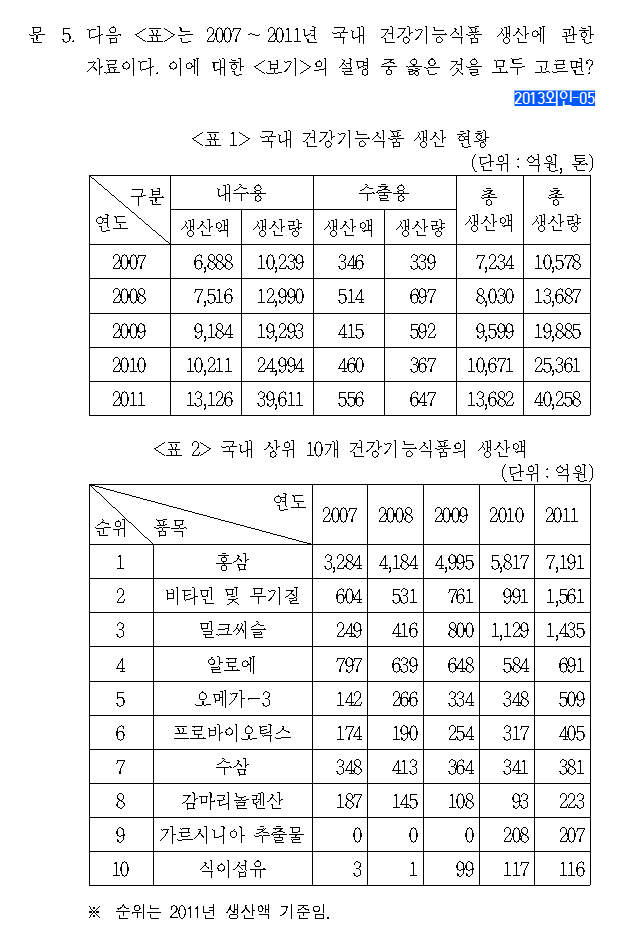 문 5. 다음 <표>는 2007 ~ 2011년 국내 건강기능식품 생산에 관한
자료이다. 이에 대한 <보기>의 설명 중 옳은 것을 모두 고르면?
2013외인-05
<표 1> 국내 건강기능식품 생산 현황
(단위 : 억원, 톤)
구분 내수용 수출용 총 총
연도 생산액 생산량 생산액 생산량 생산액 생산량
2007 6,888 10,239 346 339 7,234 10,578
2008 7,516 12,990 514 697 8,030 13,687
2009 9,184 19,293 415 592 9,599 19,885
2010 10,211 24,994 460 367 10,671 25,361
2011 13,126 39,611 556 647 13,682 40,258
<표 2> 국내 상위 10개 건강기능식품의 생산액
(단위 : 억원)
연도 2007 2008 2009 2010 2011
순위 품목
1 홍삼 3,284 4,184 4,995 5,817 7,191
2 비타민 및 무기질 604 531 761 991 1,561
3 밀크씨슬 249 416 800 1,129 1,435
4 알로에 797 639 648 584 691
5 오메가-3 142 266 334 348 509
6 프로바이오틱스 174 190 254 317 405
7 수삼 348 413 364 341 381
8 감마리놀렌산 187 145 108 93 223
9 가르시니아 추출물 0 0 0 208 207
10 식이섬유 3 1 99 117 116
※ 순위는 2011년 생산액 기준임.